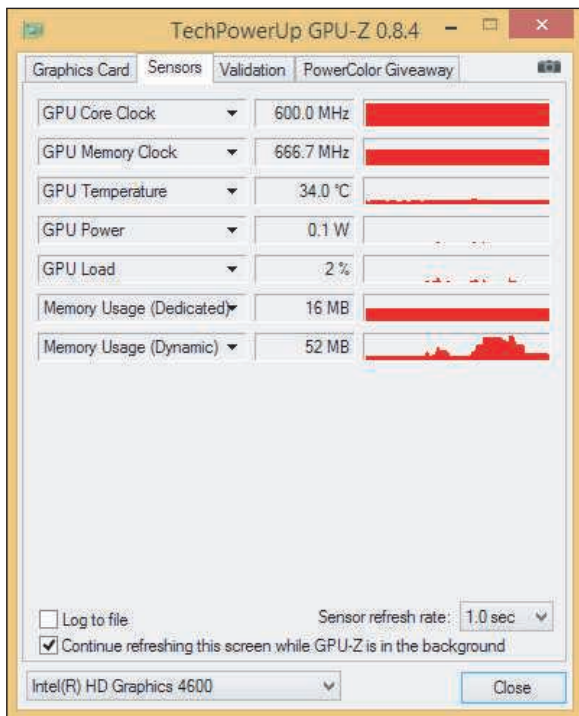 TechPowerUp GPU-Z 0.8.4
Graphics Card Sensors Validation PowerColor Giveaway
GPU Core Clock 600.0 MHz
GPU Memory Clock 666.7 MHz
GPU Temperature 34.0 °C
GPU Power 0.1 W
GPU Load 2 %
Memory Usage (Dedicated) 16 MB
Memory Usage (Dynamic) 52 MB
Log to file Sensor refresh rate: 1.0 sec
Continue refreshing this screen while GPU-Z is in the background
Intel(R) HD Graphics 4600 Close